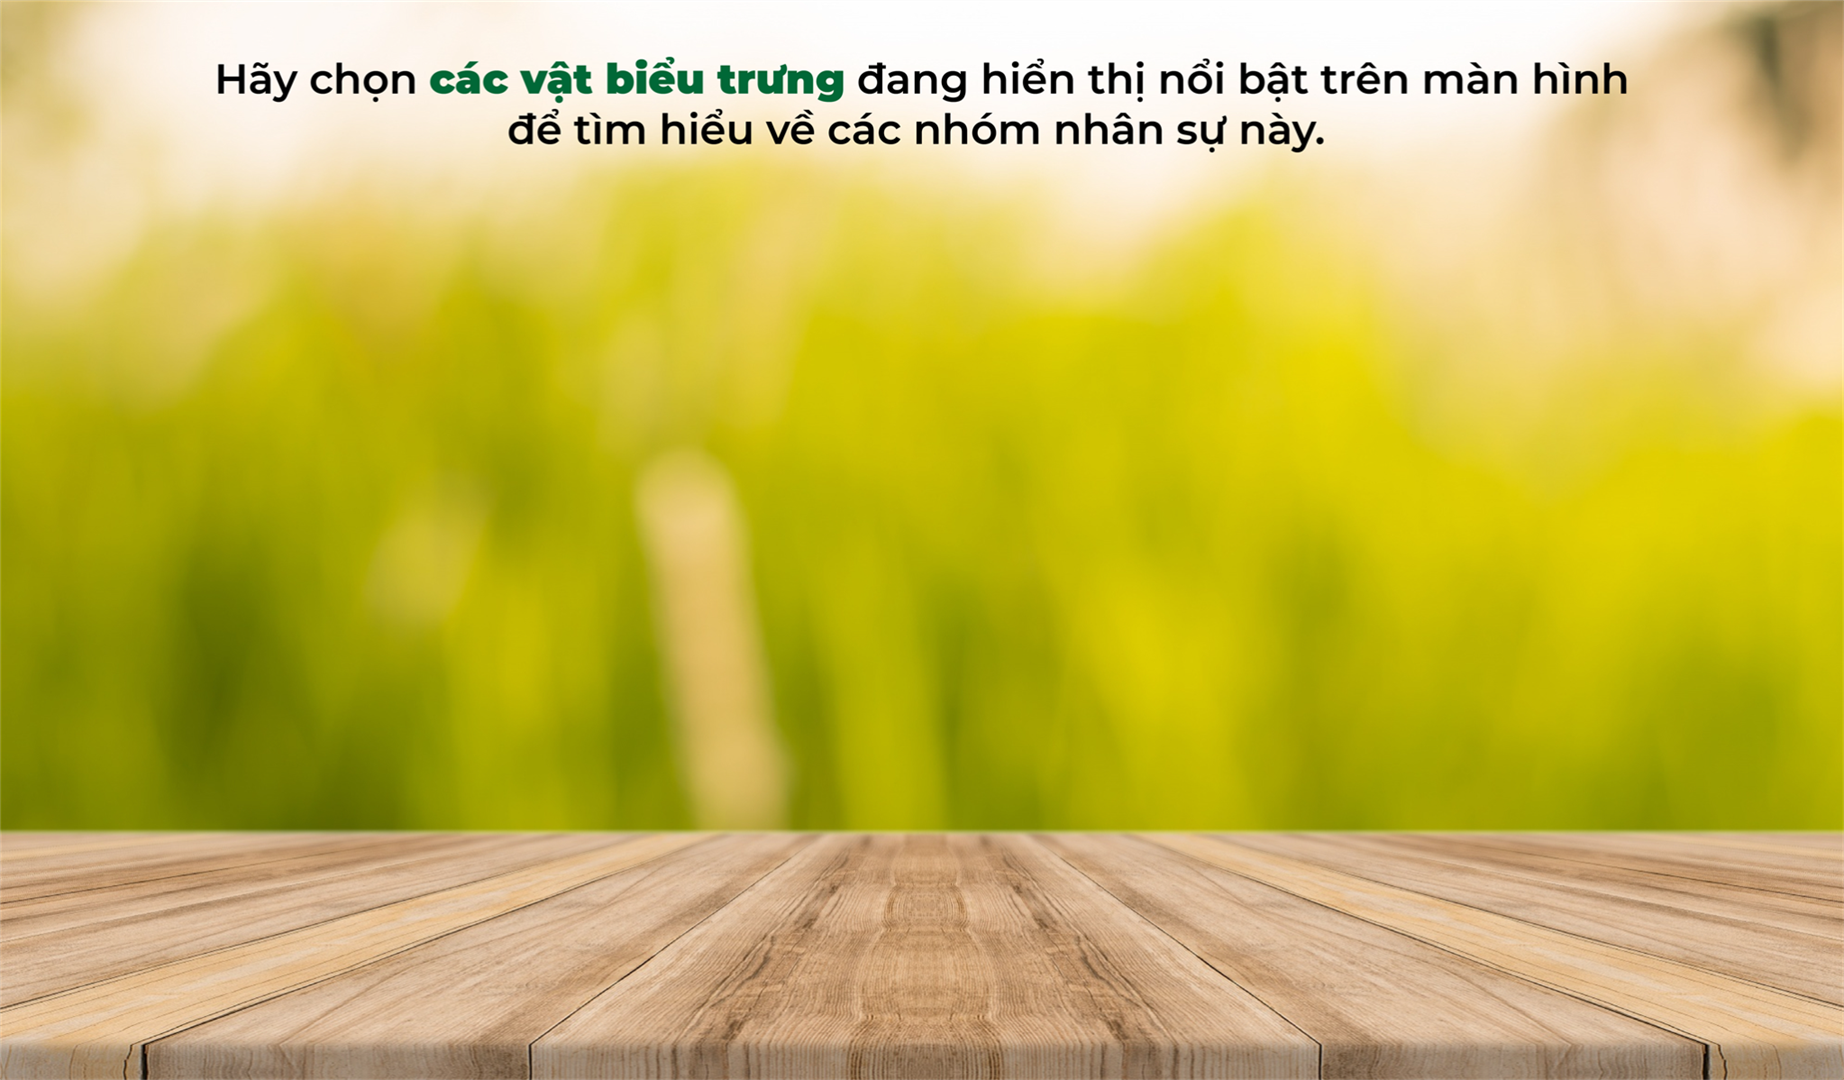 Hãy chọn các vật biểu trưng đang hiển thị nổi bật trên màn hình
để tìm hiểu về các nhóm nhân sự này.